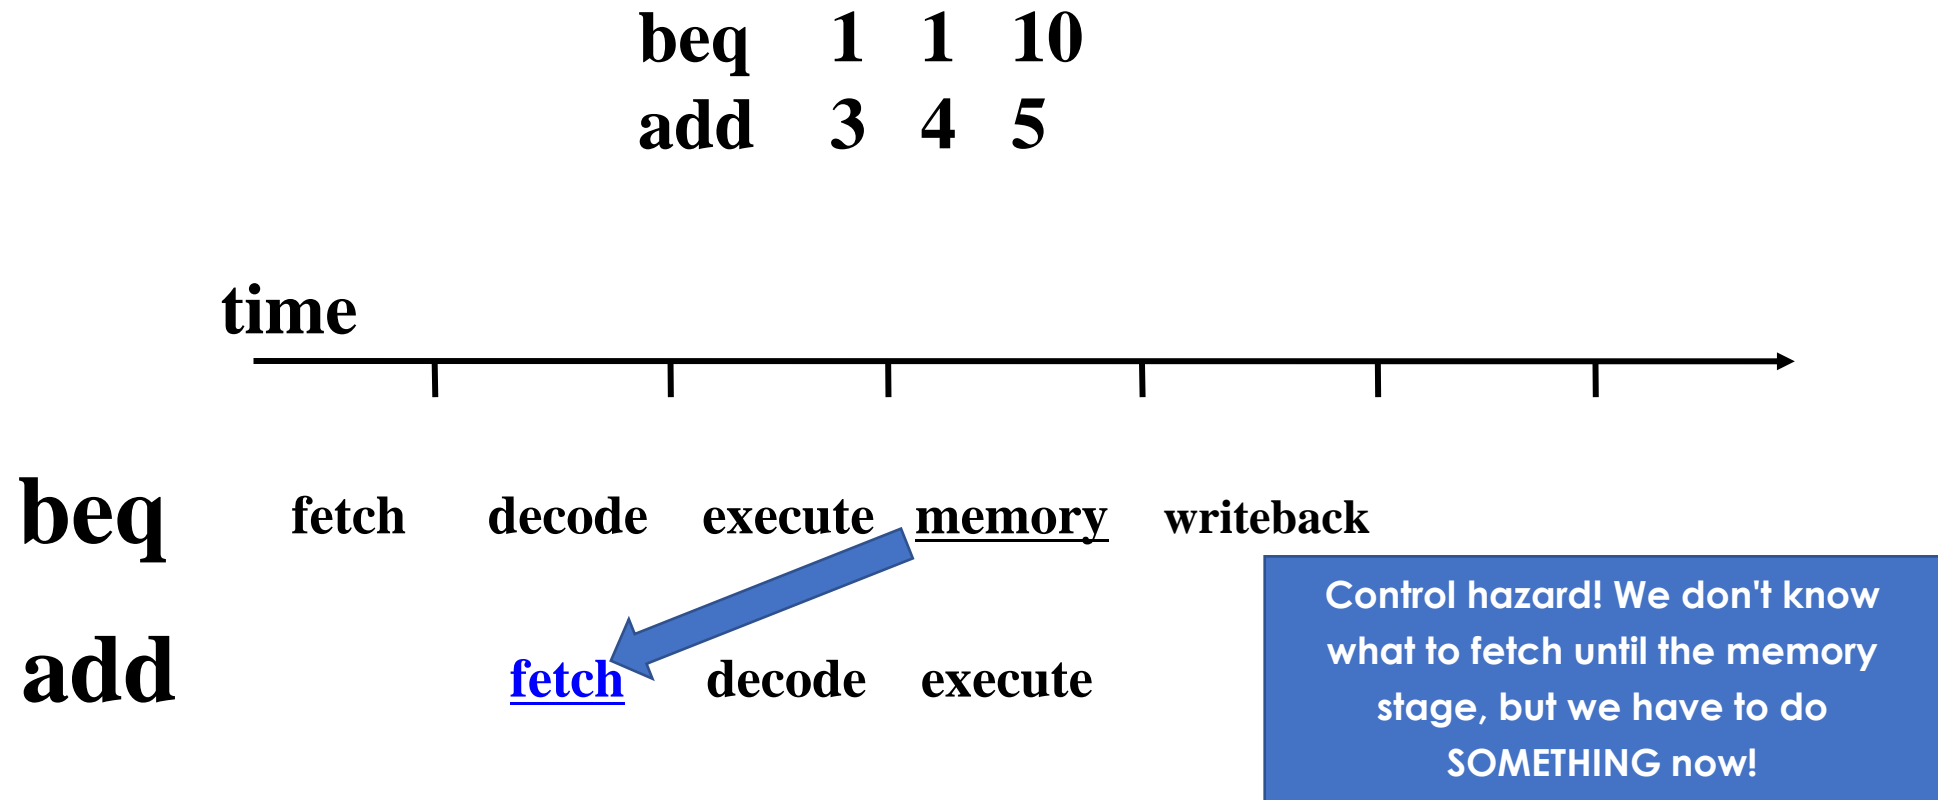 beq 1 1 10
add 3 4 5
time
beq fetch decode execute memory writeback
add fetch decode execute
Control hazard! We don't know
what to fetch until the memory
stage, but we have to do
SOMETHING now!